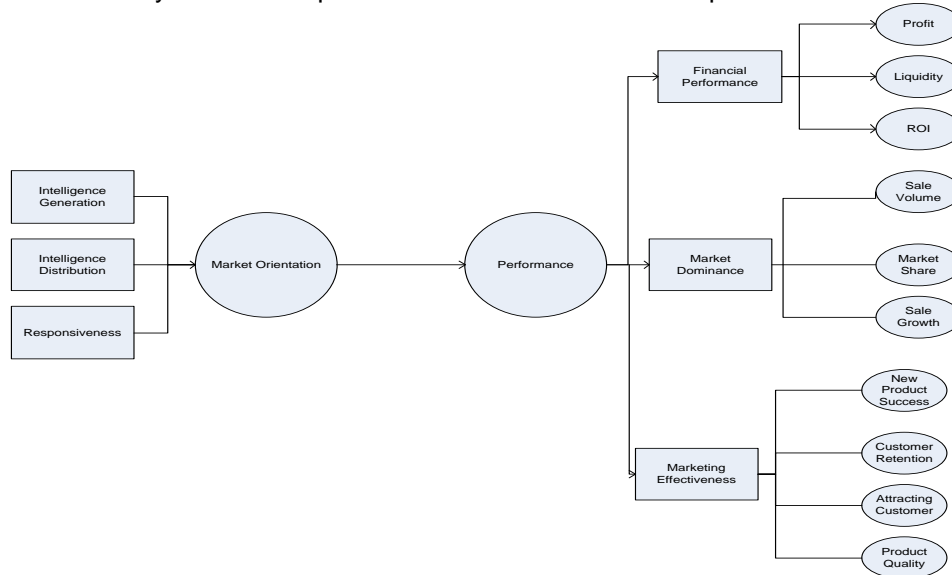 Profit
Financial
Performance
Liquidity
ROI
Intelligence
Generation
Sale
Volume
Intelligence
Distribution
Market Orientation
Performance
Market
Dominance
Market
Share
Responsiveness
Sale
Growth
New
Product
Success
Customer
Retention
Marketing
Effectiveness
Attracting
Customer
Product
Quality